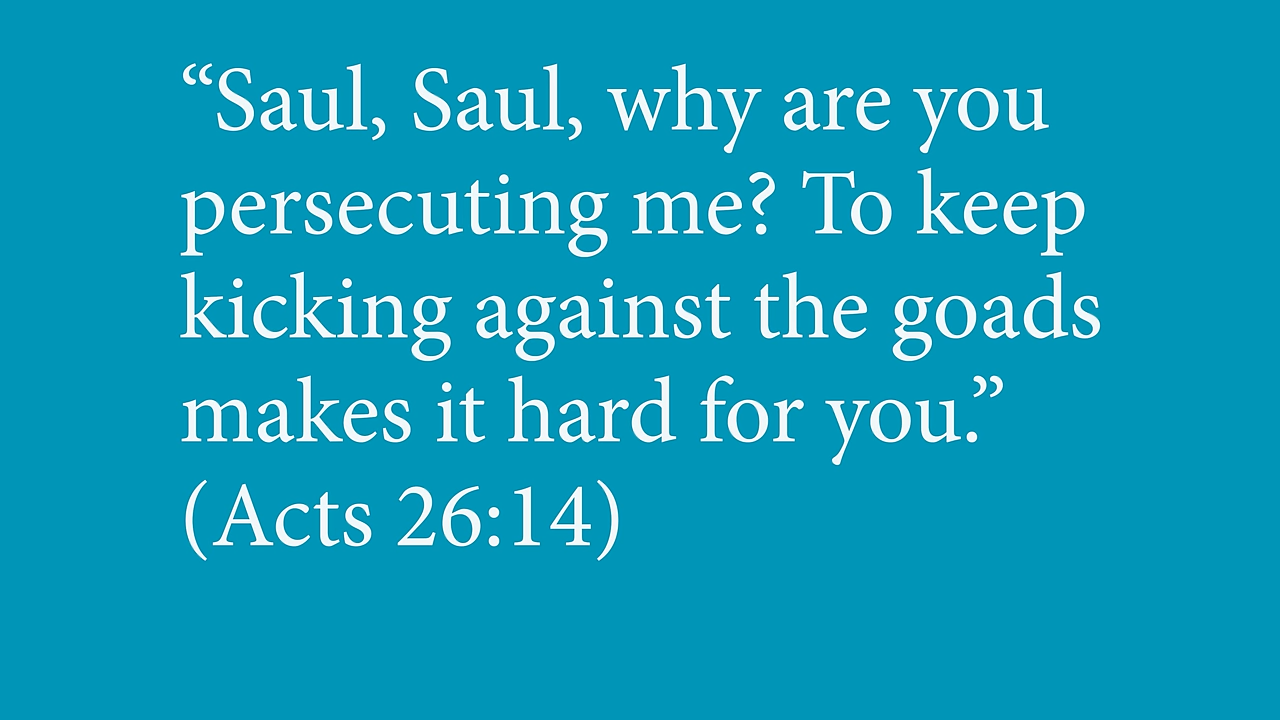 “Saul, Saul, why are you
persecuting me? To keep
kicking against the goads
makes it hard for you.”
(Acts 26:14)